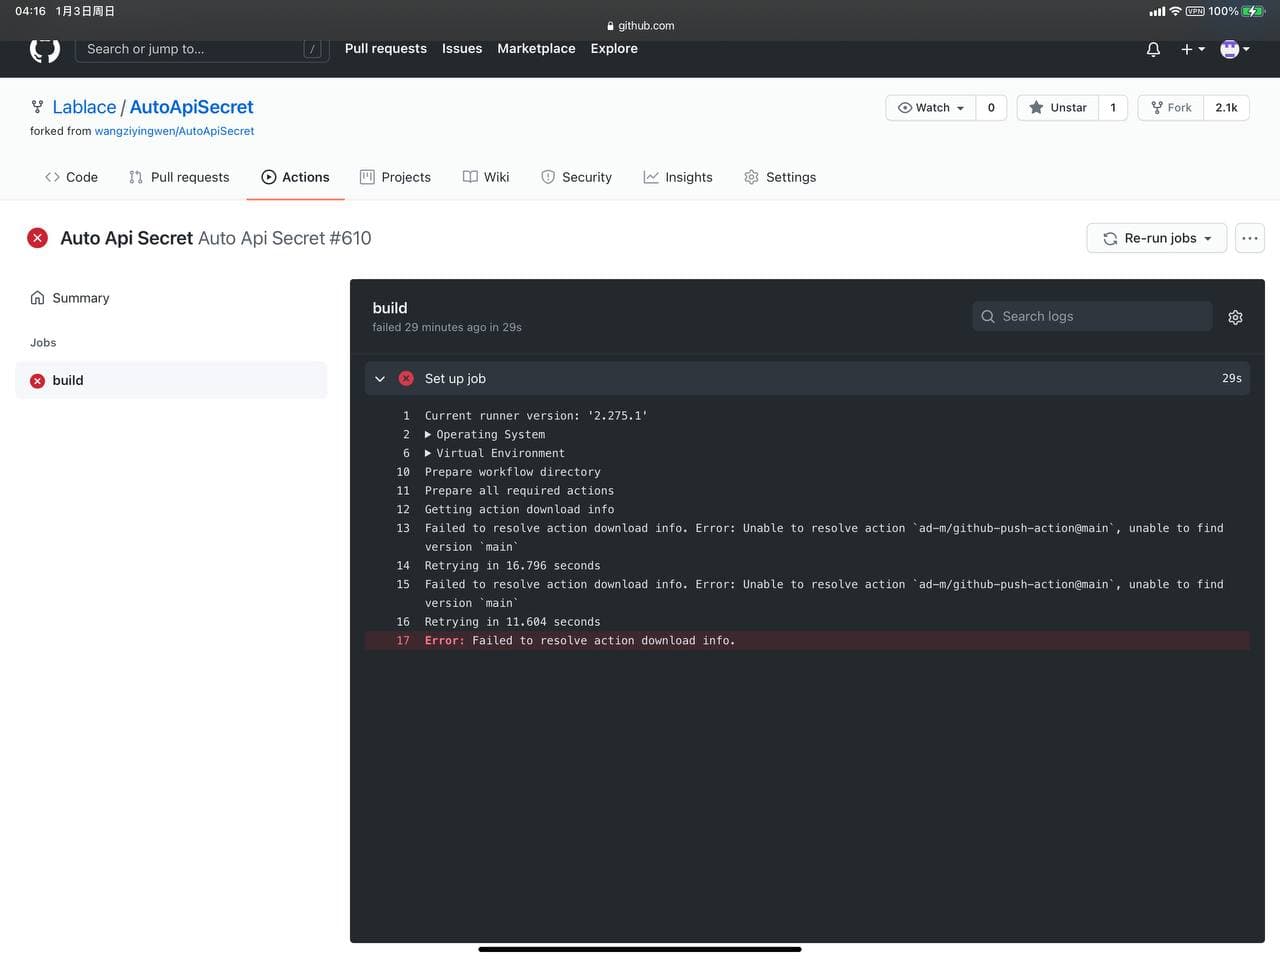 04:16 1月3日周日
VPN 100%
github.com
Search or jump to... /
Pull requests Issues Marketplace Explore
Lablace / AutoApiSecret
Watch 0
Unstar 1
Fork 2.1k
forked from wangziyingwen/AutoApiSecret
Code Pull requests Actions Projects Wiki Security Insights Settings
Auto Api Secret Auto Api Secret #610
Re-run jobs
Summary
Jobs
build
build
failed 29 minutes ago in 29s
Search logs
Set up job 29s
1 Current runner version: '2.275.1'
2 Operating System
6 Virtual Environment
10 Prepare workflow directory
11 Prepare all required actions
12 Getting action download info
13 Failed to resolve action download info. Error: Unable to resolve action `ad-m/github-push-action@main`, unable to find
version `main`
14 Retrying in 16.796 seconds
15 Failed to resolve action download info. Error: Unable to resolve action `ad-m/github-push-action@main`, unable to find
version `main`
16 Retrying in 11.604 seconds
17 Error: Failed to resolve action download info.